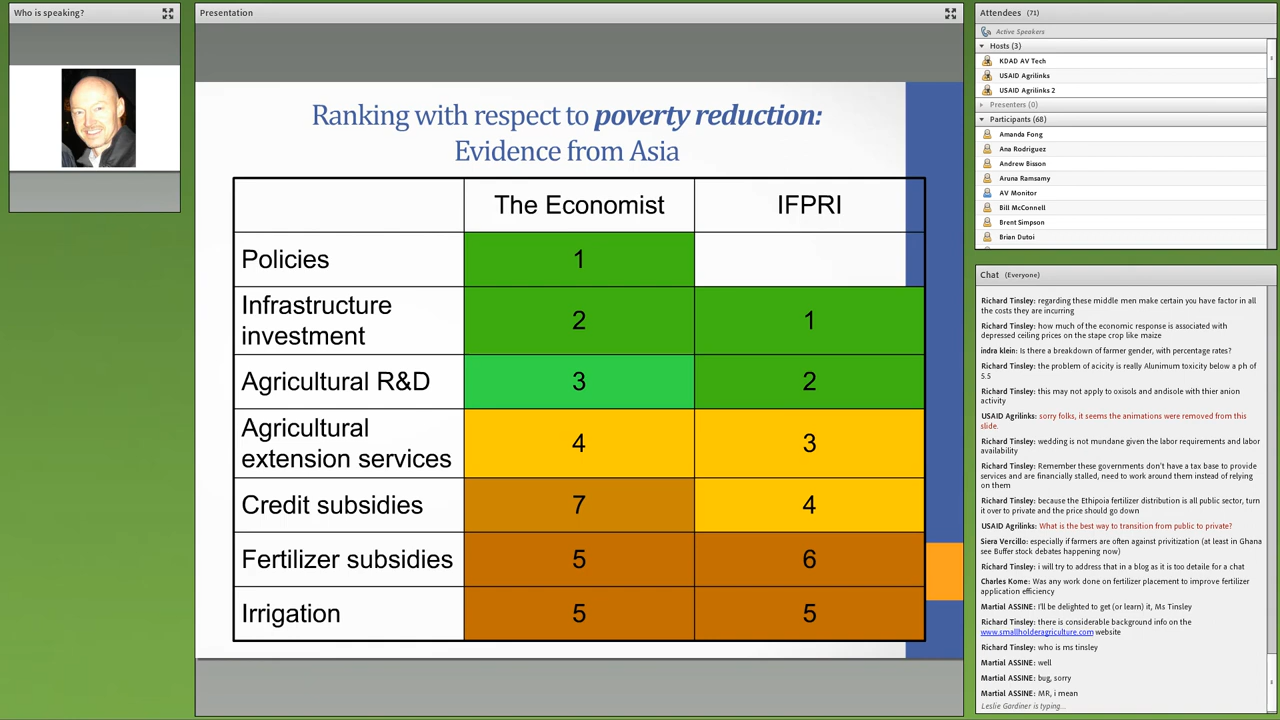 Who is speaking?
Presentation
Ranking with respect to poverty reduction:
Evidence from Asia
The Economist
IFPRI
Policies
1
Infrastructure
investment
2
1
Agricultural R&D
3
2
Agricultural
extension services
4
3
Credit subsidies
7
4
Fertilizer subsidies
5
6
Irrigation
5
5
Attendees (71)
Active Speakers
Hosts (3)
KDAD AV Tech
USAID Agrilinks
USAID Agrilinks 2
Presenters (0)
Participants (68)
Amanda Fong
Ana Rodriguez
Andrew Bisson
Aruna Ramsamy
AV Monitor
Bill McConnell
Brent Simpson
Brian Dutoi
Chat (Everyone)
Richard Tinsley: regarding these middle men make certain you have factor in all
the costs they are incurring
Richard Tinsley: how much of the economic response is associated with
depressed ceiling prices on the stape crop like maize
indra klein: Is there a breakdown of farmer gender, with percentage rates?
Richard Tinsley: the problem of acicity is really Alunimum toxicity below a ph of
5.5
Richard Tinsley: this may not apply to oxisols and andisole with thier anion
activity
USAID Agrilinks: sorry folks, it seems the animations were removed from this
slide.
Richard Tinsley: wedding is not mundane given the labor requirements and labor
availability
Richard Tinsley: Remember these governments don't have a tax base to provide
services and are financially stalled, need to work around them instead of relying
on them
Richard Tinsley: because the Ethipoia fertilizer distribution is all public sector, turn
it over to private and the price should go down
USAID Agrilinks: What is the best way to transition from public to private?
Siera Vercillo: especially if farmers are often against privitization (at least in Ghana
see Buffer stock debates happening now)
Richard Tinsley: i will try to address that in a blog as it is too detaile for a chat
Charles Kome: Was any work done on fertilizer placement to improve fertilizer
application efficiency
Martial ASSINE: I'll be delighted to get (or learn) it, Ms Tinsley
Richard Tinsley: there is considerable background info on the
www.smallholderagriculture.com website
Richard Tinsley: who is ms tinsley
Martial ASSINE: well
Martial ASSINE: bug, sorry
Martial ASSINE: MR, i mean
Leslie Gardiner is typing...